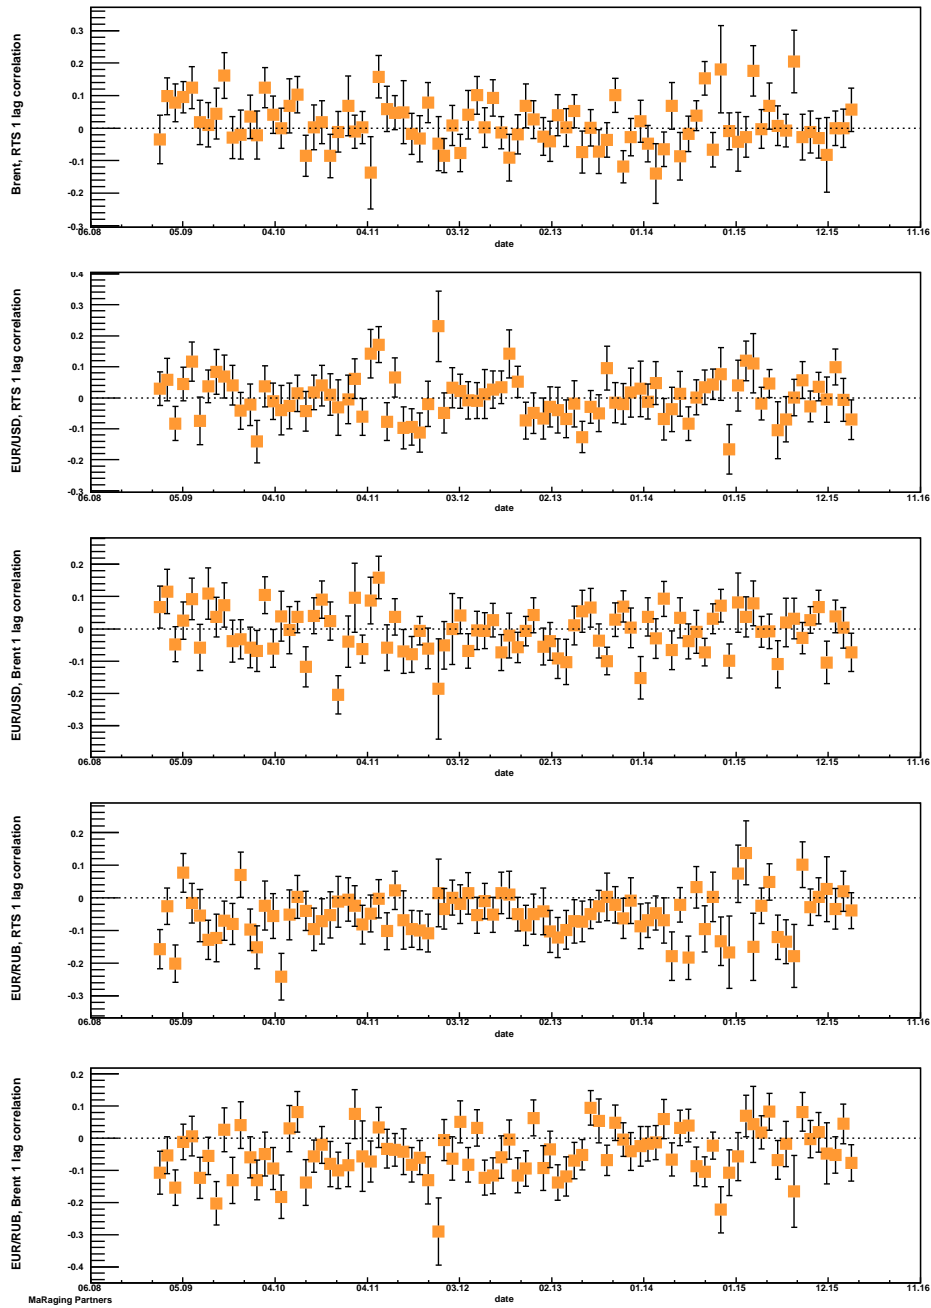 0.3
0.2
0.1
0
-0.1
-0.2
-0.3
Brent, RTS 1 lag correlation
06.08 05.09 04.10 04.11 03.12 02.13 01.14 01.15 12.15 11.16
date
0.4
0.3
0.2
0.1
0
-0.1
-0.2
-0.3
EUR/USD, RTS 1 lag correlation
06.08 05.09 04.10 04.11 03.12 02.13 01.14 01.15 12.15 11.16
date
0.2
0.1
0
-0.1
-0.2
-0.3
EUR/USD, Brent 1 lag correlation
06.08 05.09 04.10 04.11 03.12 02.13 01.14 01.15 12.15 11.16
date
0.2
0.1
0
-0.1
-0.2
-0.3
EUR/RUB, RTS 1 lag correlation
06.08 05.09 04.10 04.11 03.12 02.13 01.14 01.15 12.15 11.16
date
0.2
0.1
0
-0.1
-0.2
-0.3
-0.4
EUR/RUB, Brent 1 lag correlation
06.08 05.09 04.10 04.11 03.12 02.13 01.14 01.15 12.15 11.16
date
MaRaging Partners